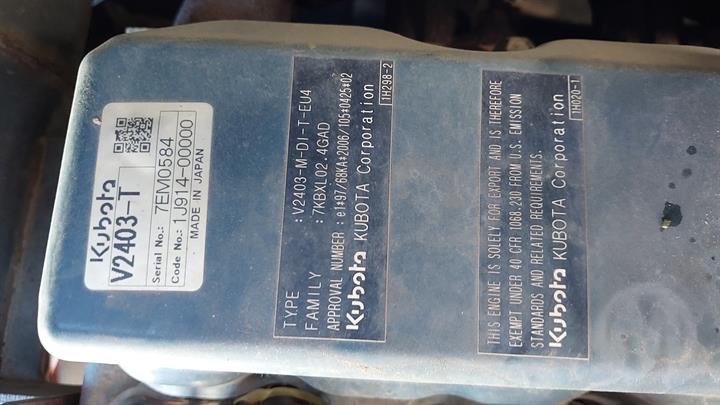 Kubota
V2403-T
Serial No.: 7EM0584
Code No.: 1J914-00000
MADE IN JAPAN
TYPE : V2403-M-DI-T-EU4
FAMILY : 7KBXL02.4GAD
APPROVAL NUMBER : e1*97/68KA*2006/105*0425*02
Kubota KUBOTA Corporation
1H298-2
THIS ENGINE IS SOLELY FOR EXPORT AND IS THEREFORE
EXEMPT UNDER 40 CFR 1068.230 FROM U.S. EMISSION
STANDARDS AND RELATED REQUIREMENTS.
Kubota KUBOTA Corporation
1H020-1